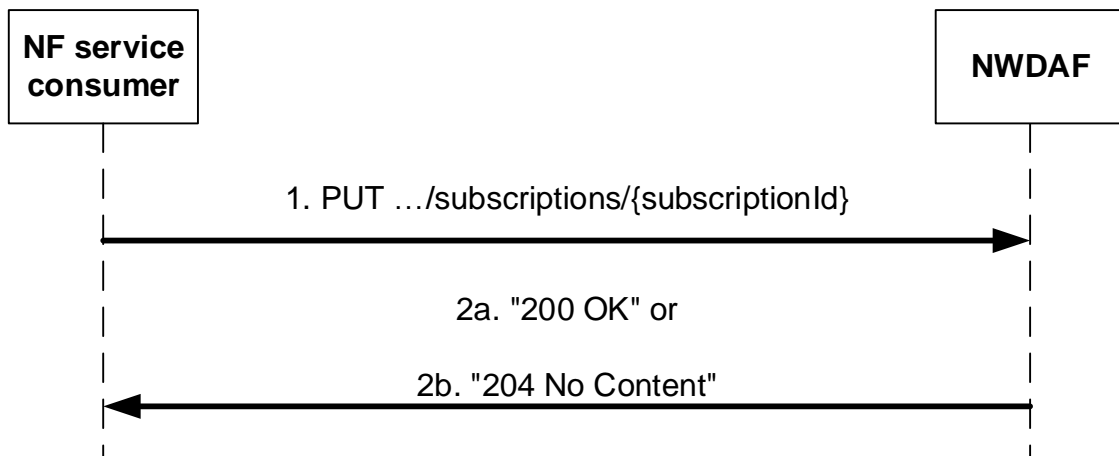 NF service
consumer
NWDAF
1. PUT …/subscriptions/{subscriptionId}
2a. "200 OK" or
2b. "204 No Content"